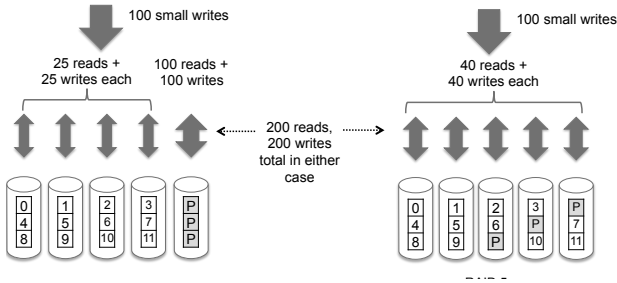 100 small writes
25 reads +
25 writes each
100 reads +
100 writes
200 reads,
200 writes
total in either
case
0 1 2 3 P
4 5 6 7 P
8 9 10 11 P
100 small writes
40 reads +
40 writes each
0 1 2 3 P
4 5 6 P 7
8 9 P 10 11